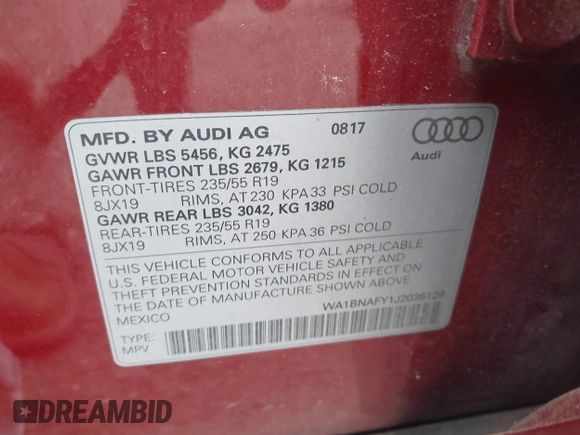 MFD. BY AUDI AG 0817
GVWR LBS 5456, KG 2475
GAWR FRONT LBS 2679, KG 1215
FRONT-TIRES 235/55 R19
8JX19 RIMS, AT 230 KPA 33 PSI COLD
GAWR REAR LBS 3042, KG 1380
REAR-TIRES 235/55 R19
8JX19 RIMS, AT 250 KPA 36 PSI COLD
Audi
THIS VEHICLE CONFORMS TO ALL APPLICABLE
U.S. FEDERAL MOTOR VEHICLE SAFETY AND
THEFT PREVENTION STANDARDS IN EFFECT ON
THE DATE OF MANUFACTURE SHOWN ABOVE
MEXICO WA1BNAFY1J2036129
TYPE:
MPV
DREAMBID